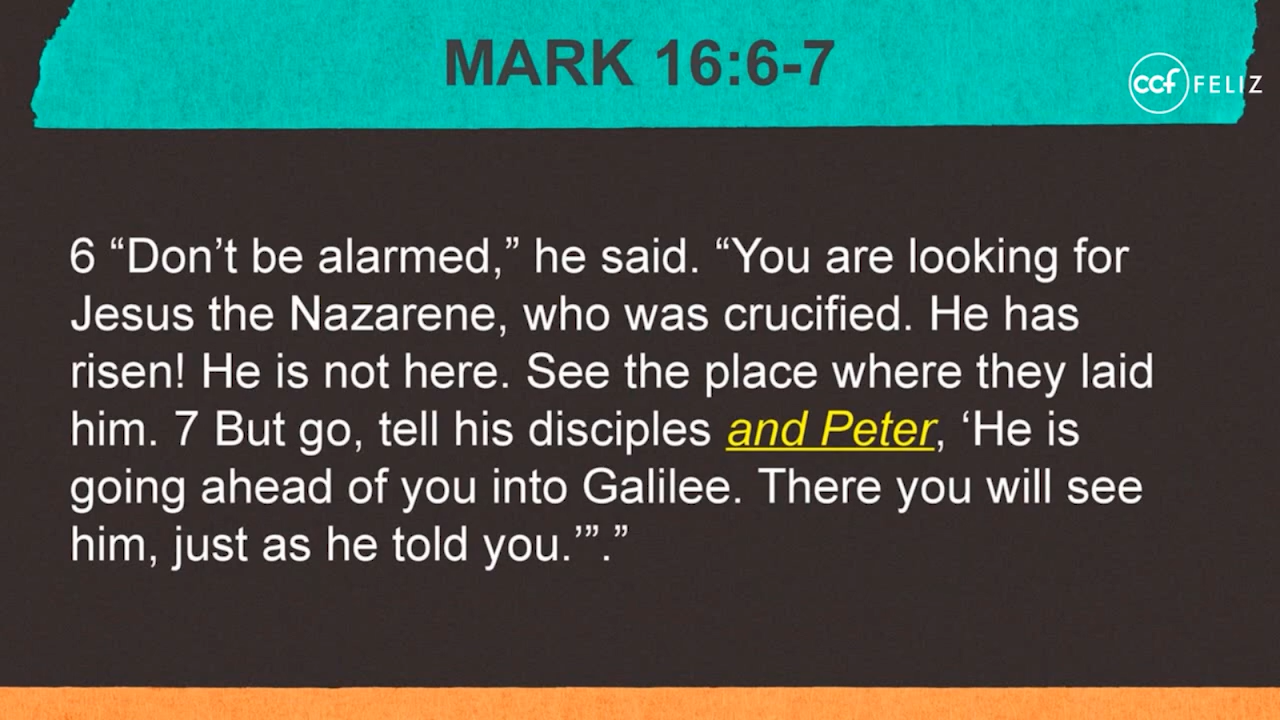 MARK 16:6-7
ccf FELIZ
6 “Don’t be alarmed,” he said. “You are looking for
Jesus the Nazarene, who was crucified. He has
risen! He is not here. See the place where they laid
him. 7 But go, tell his disciples and Peter, ‘He is
going ahead of you into Galilee. There you will see
him, just as he told you.’”.”